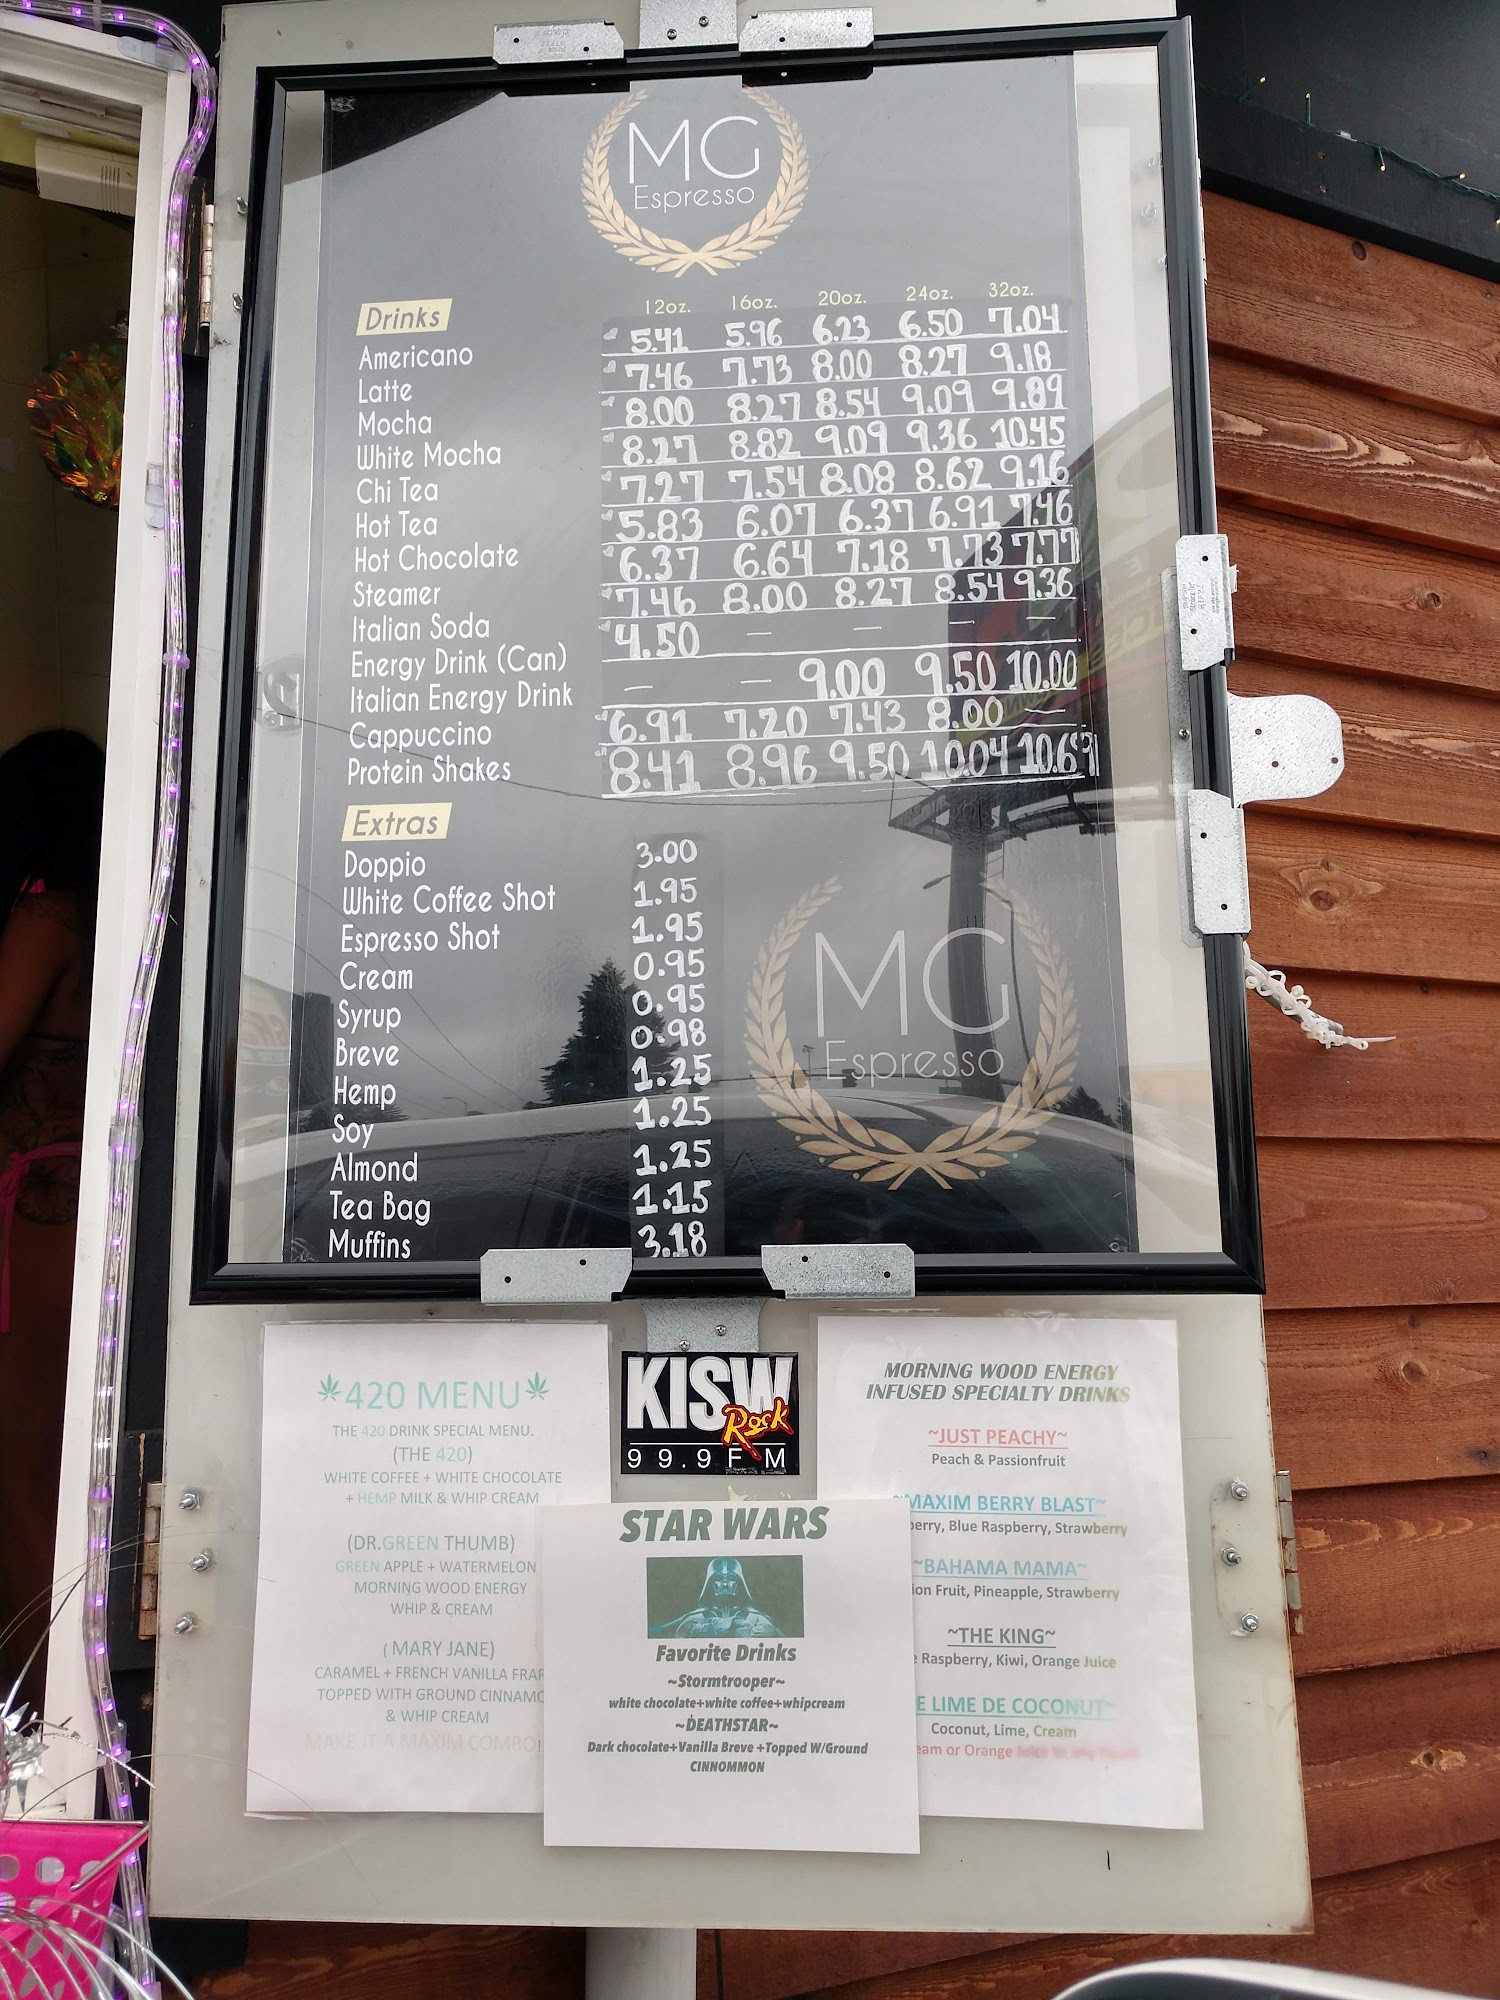 MG
Espresso
Drinks
12oz. 16oz. 20oz. 24oz. 32oz.
Americano
Latte
Mocha
White Mocha
Chi Tea
Hot Tea
Hot Chocolate
Steamer
Italian Soda
Energy Drink (Can)
Italian Energy Drink
Cappuccino
Protein Shakes
5.41 5.96 6.23 6.50 7.04
7.46 7.73 8.00 8.27 9.18
8.00 8.27 8.54 9.09 9.89
8.27 8.82 9.09 9.36 10.45
7.27 7.54 8.08 8.62 9.16
5.83 6.07 6.37 6.91 7.46
6.37 6.64 7.18 7.73 7.77
7.46 8.00 8.27 8.54 9.36
4.50 — — — —
— — 9.00 9.50 10.00
6.91 7.20 7.43 8.00 —
8.41 8.96 9.50 10.04
Extras
Doppio 3.00
White Coffee Shot 1.95
Espresso Shot 1.95
Cream 0.95
Syrup 0.95
Breve 0.98
Hemp 1.25
Soy 1.25
Almond 1.25
Tea Bag 1.15
Muffins 3.18
MG
Espresso
420 MENU
THE 420 DRINK SPECIAL MENU.
(THE 420)
WHITE COFFEE + WHITE CHOCOLATE
+ HEMP MILK & WHIP CREAM
(DR.GREEN THUMB)
GREEN APPLE + WATERMELON
MORNING WOOD ENERGY
WHIP & CREAM
( MARY JANE)
CARAMEL + FRENCH VANILLA FRAP
TOPPED WITH GROUND CINNAMO
& WHIP CREAM
MAKE IT A MAXIM COMBO!
KISW
Rock
99.9FM
STAR WARS
Favorite Drinks
~Stormtrooper~
white chocolate+white coffee+whipcream
~DEATHSTAR~
Dark chocolate+Vanilla Breve +Topped W/Ground
CINNOMMON
MORNING WOOD ENERGY
INFUSED SPECIALTY DRINKS
~JUST PEACHY~
Peach & Passionfruit
~MAXIM BERRY BLAST~
berry, Blue Raspberry, Strawberry
~BAHAMA MAMA~
ion Fruit, Pineapple, Strawberry
~THE KING~
e Raspberry, Kiwi, Orange Juice
E LIME DE COCONUT~
Coconut, Lime, Cream
eam or Orange